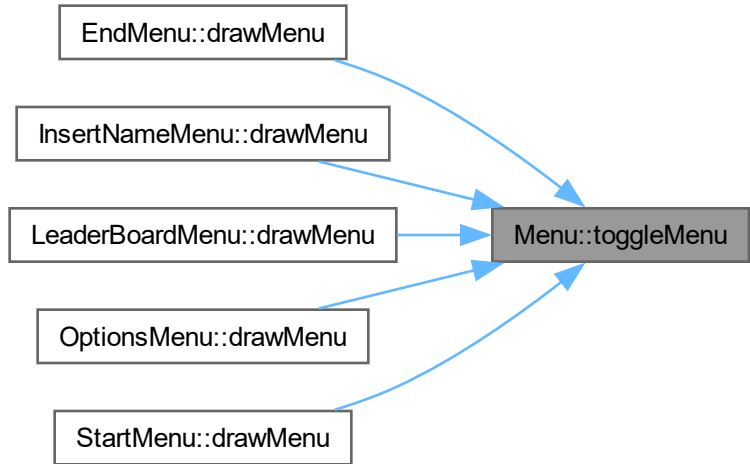 EndMenu::drawMenu
InsertNameMenu::drawMenu
LeaderBoardMenu::drawMenu
Menu::toggleMenu
OptionsMenu::drawMenu
StartMenu::drawMenu